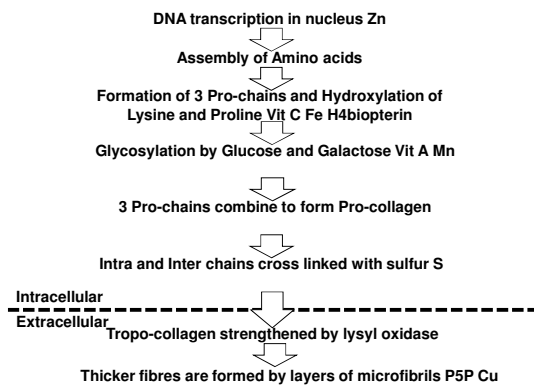 DNA transcription in nucleus Zn
Assembly of Amino acids
Formation of 3 Pro-chains and Hydroxylation of
Lysine and Proline Vit C Fe H4biopterin
Glycosylation by Glucose and Galactose Vit A Mn
3 Pro-chains combine to form Pro-collagen
Intra and Inter chains cross linked with sulfur S
Intracellular
Extracellular
Tropo-collagen strengthened by lysyl oxidase
Thicker fibres are formed by layers of microfibrils P5P Cu